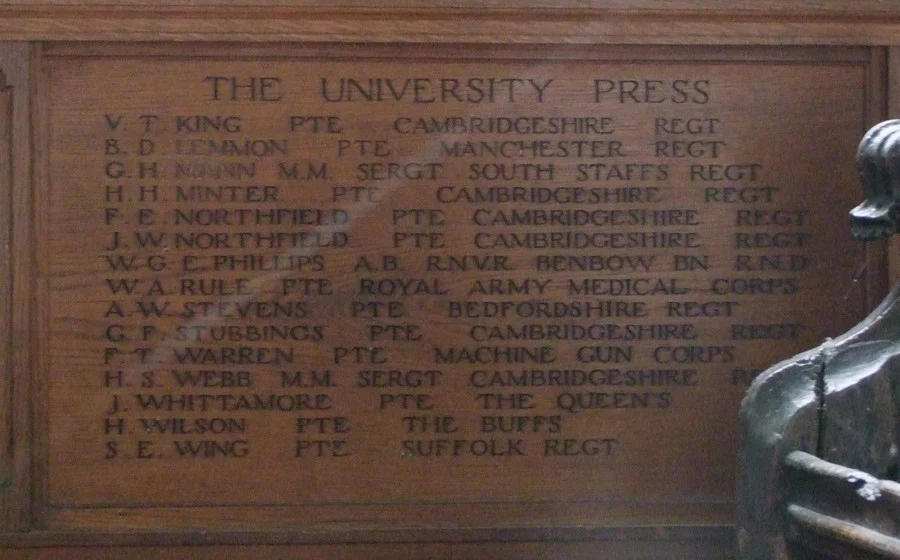 THE UNIVERSITY PRESS
V. T. KING PTE CAMBRIDGESHIRE REGT
B. D. LEMMON PTE MANCHESTER REGT
G. H. M.M. SERGT SOUTH STAFFS REGT
H. H. MINTER PTE CAMBRIDGESHIRE REGT
F. E. NORTHFIELD PTE CAMBRIDGESHIRE REGT
J. W. NORTHFIELD PTE CAMBRIDGESHIRE REGT
W. G. E. PHILLIPS A.B. R.N.V.R. BENBOW BN R.N.D
W. A. RULE PTE ROYAL ARMY MEDICAL CORPS
A. W. STEVENS PTE BEDFORDSHIRE REGT
G. F. STUBBINGS PTE CAMBRIDGESHIRE REGT
F. T. WARREN PTE MACHINE GUN CORPS
H. S. WEBB M.M. SERGT CAMBRIDGESHIRE
J. WHITTAMORE PTE THE QUEEN'S
H. WILSON PTE THE BUFFS
S. E. WING PTE SUFFOLK REGT